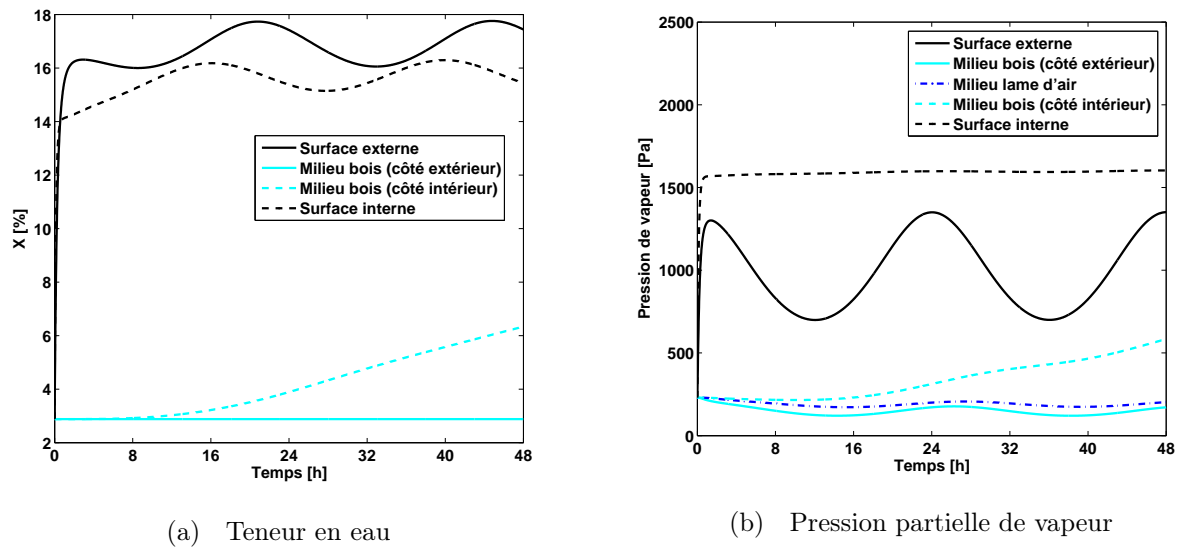 18
16
14
12
10
8
6
4
2
X [%]
0 8 16 24 32 40 48
Temps [h]
Surface externe
Milieu bois (côté extérieur)
Milieu bois (côté intérieur)
Surface interne
(a) Teneur en eau
2500
2000
1500
1000
500
0
Pression de vapeur [Pa]
0 8 16 24 32 40 48
Temps [h]
Surface externe
Milieu bois (côté extérieur)
Milieu lame d'air
Milieu bois (côté intérieur)
Surface interne
(b) Pression partielle de vapeur